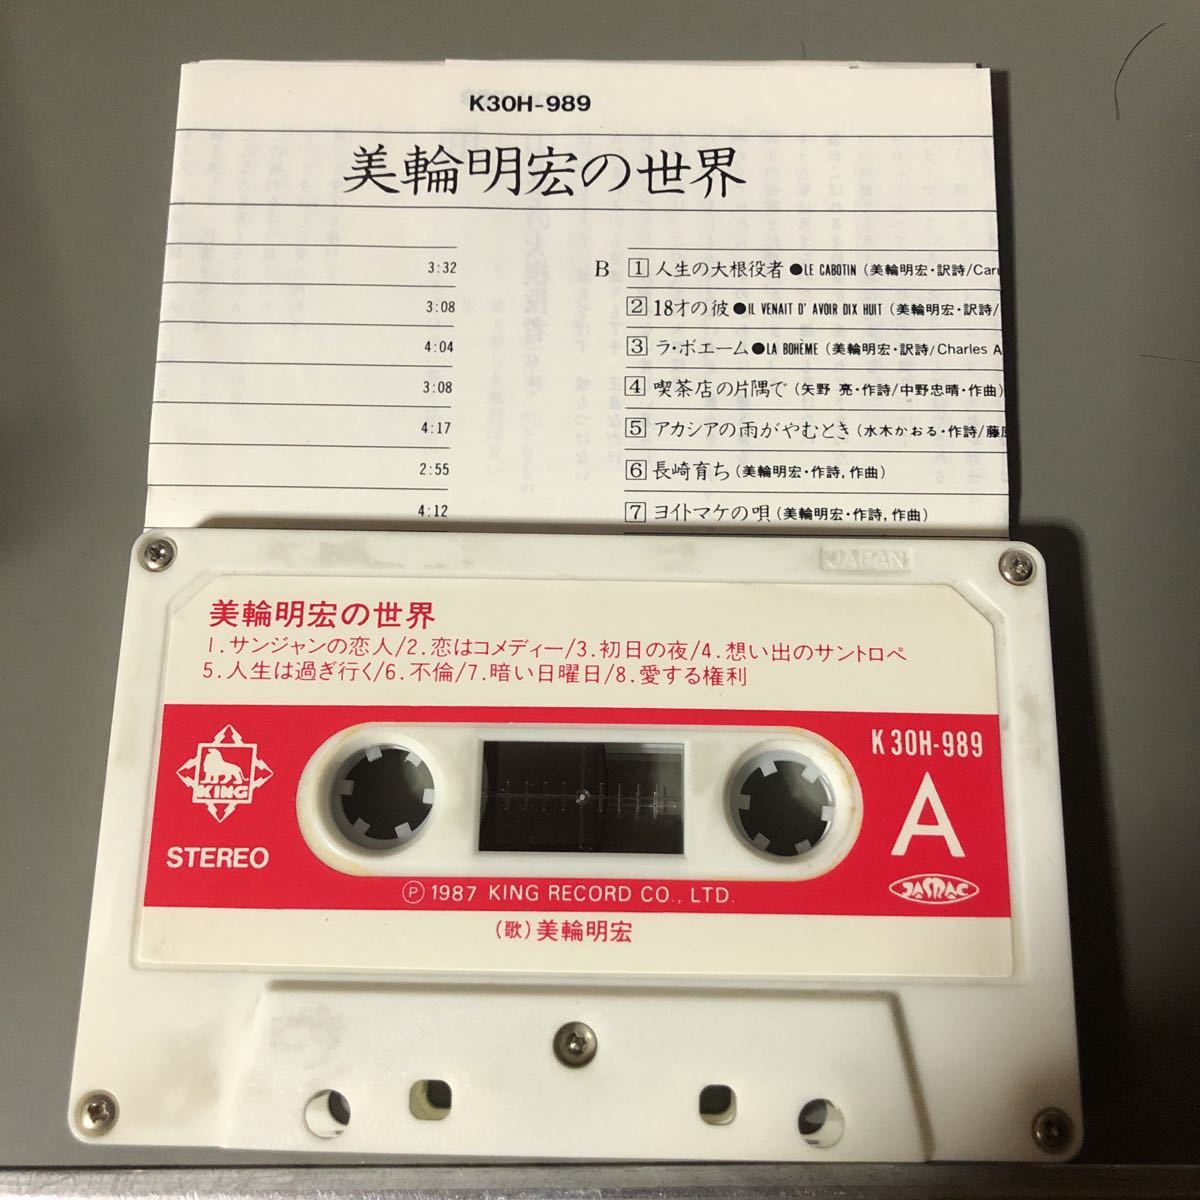 K30H-989
美輪明宏の世界
3:32
3:08
4:04
3:08
4:17
2:55
4:12
B 1 人生の大根役者●LE CABOTIN (美輪明宏・訳詩/Car
2 18才の彼●IL VENAIT D' AVOIR DIX HUIT (美輪明宏・訳詩/
3 ラ・ボエーム●LA BOHÈME (美輪明宏・訳詩/Charles A
4 喫茶店の片隅で (矢野 亮・作詩/中野忠晴・作曲)
5 アカシアの雨がやむとき (水木かおる・作詩/藤原
6 長崎育ち (美輪明宏・作詩, 作曲)
7 ヨイトマケの唄 (美輪明宏・作詩, 作曲)
JAPAN
美輪明宏の世界
1.サンジャンの恋人/2.恋はコメディー/3.初日の夜/4.想い出のサントロペ
5.人生は過ぎ行く/6.不倫/7.暗い日曜日/8.愛する権利
KING
STEREO
K30H-989
A
JASRAC
Ⓟ 1987 KING RECORD CO., LTD.
(歌)美輪明宏